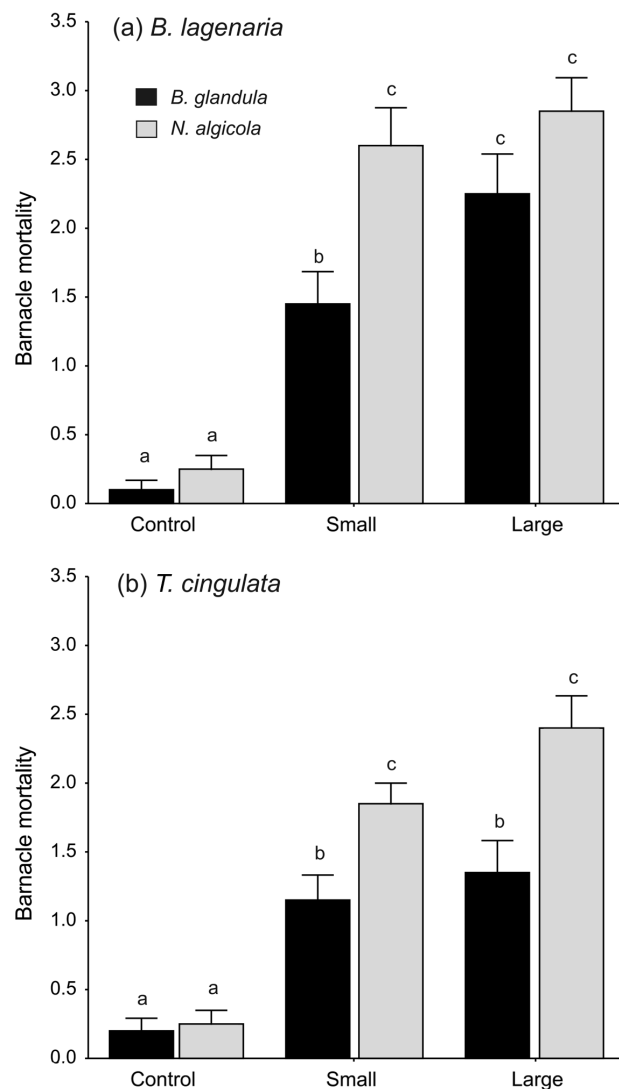 (a) B. lagenaria
B. glandula
N. algicola
Barnacle mortality
3.5
3.0
2.5
2.0
1.5
1.0
0.5
0.0
a
a
b
c
c
c
Control
Small
Large
(b) T. cingulata
Barnacle mortality
3.5
3.0
2.5
2.0
1.5
1.0
0.5
0.0
a
a
b
c
b
c
Control
Small
Large